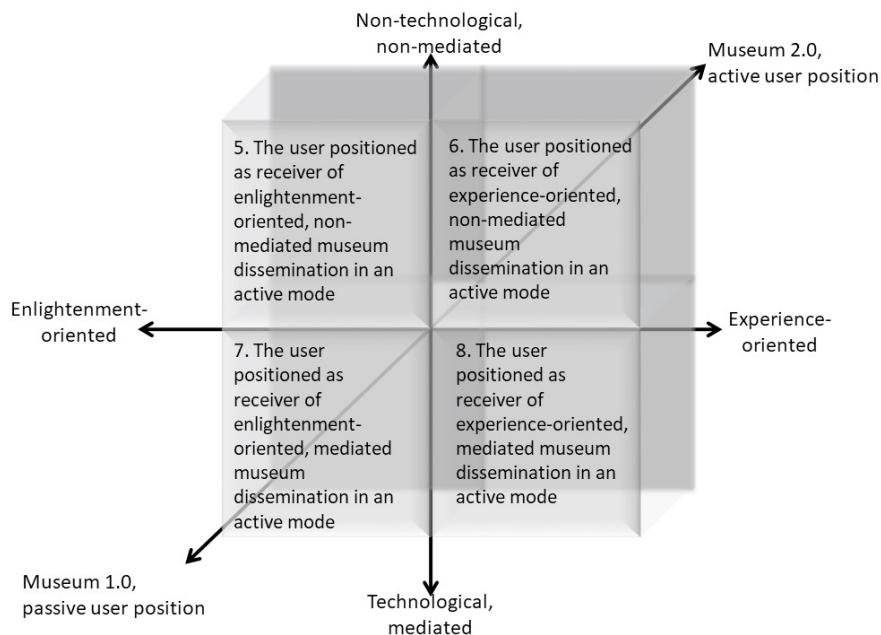 Non-technological,
non-mediated
Museum 2.0,
active user position
5. The user positioned
as receiver of
enlightenment-
oriented, non-
mediated museum
dissemination in an
active mode
6. The user positioned
as receiver of
experience-oriented,
non-mediated
museum
dissemination in an
active mode
Enlightenment-
oriented
Experience-
oriented
7. The user
positioned as
receiver of
enlightenment-
oriented, mediated
museum
dissemination in an
active mode
8. The user
positioned as
receiver of
experience-oriented,
mediated museum
dissemination in an
active mode
Museum 1.0,
passive user position
Technological,
mediated